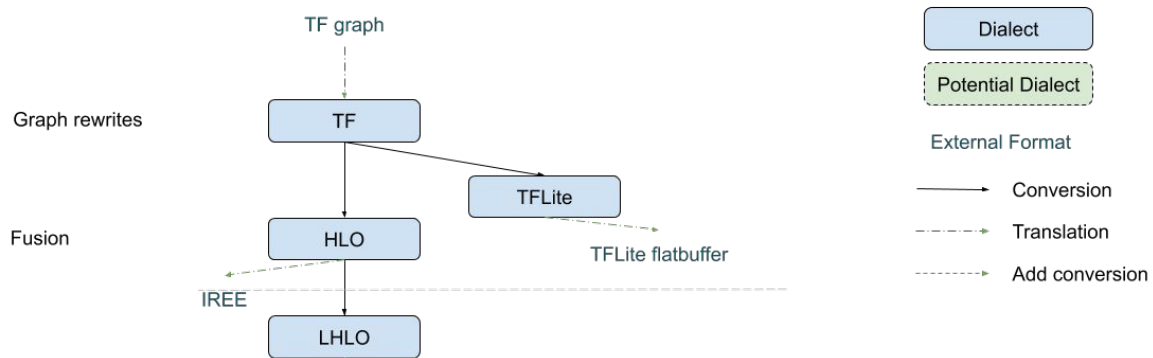 TF graph
Graph rewrites
TF
TFLite
TFLite flatbuffer
Fusion
HLO
IREE
LHLO
Dialect
Potential Dialect
External Format
Conversion
Translation
Add conversion